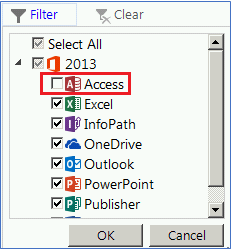 Filter Clear
Select All
2013
Access
Excel
InfoPath
OneDrive
Outlook
PowerPoint
Publisher
OK Cancel